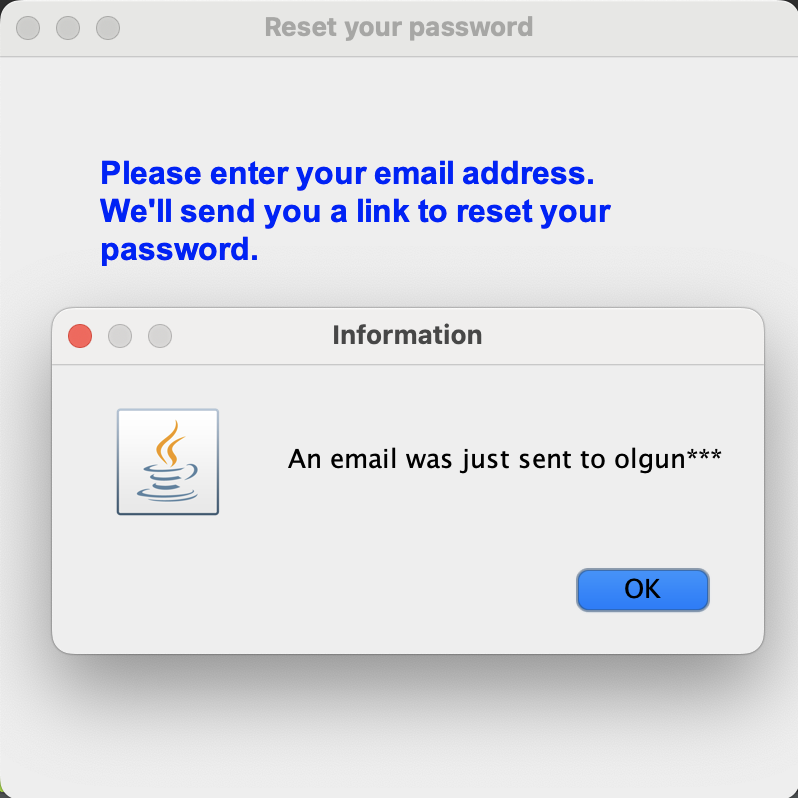 Reset your password
Please enter your email address.
We'll send you a link to reset your
password.
Information
An email was just sent to olgun***
OK